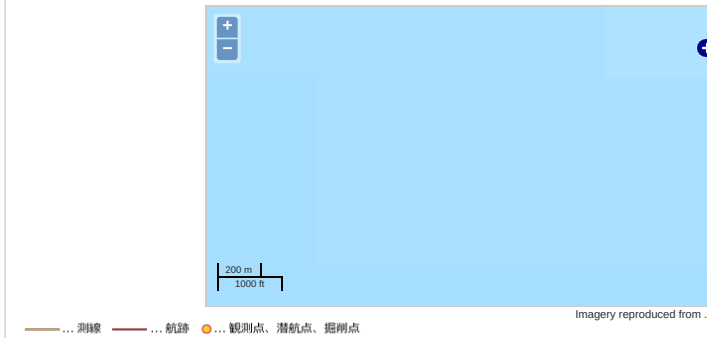 +
−
200 m
1000 ft
Imagery reproduced from .
… 測線 … 航跡 … 観測点、潜航点、掘削点